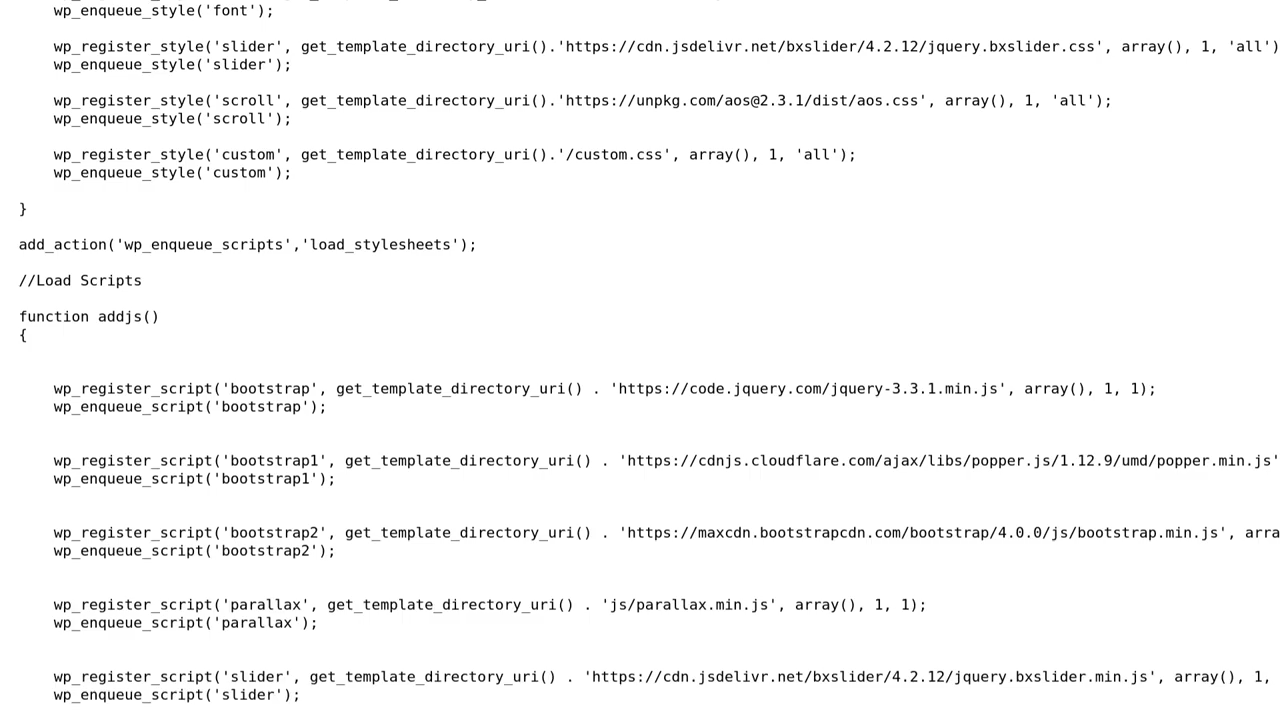 wp_enqueue_style('font');
wp_register_style('slider', get_template_directory_uri().'https://cdn.jsdelivr.net/bxslider/4.2.12/jquery.bxslider.css', array(), 1, 'all')
wp_enqueue_style('slider');
wp_register_style('scroll', get_template_directory_uri().'https://unpkg.com/aos@2.3.1/dist/aos.css', array(), 1, 'all');
wp_enqueue_style('scroll');
wp_register_style('custom', get_template_directory_uri().'/custom.css', array(), 1, 'all');
wp_enqueue_style('custom');
}
add_action('wp_enqueue_scripts','load_stylesheets');
//Load Scripts
function addjs()
{
wp_register_script('bootstrap', get_template_directory_uri() . 'https://code.jquery.com/jquery-3.3.1.min.js', array(), 1, 1);
wp_enqueue_script('bootstrap');
wp_register_script('bootstrap1', get_template_directory_uri() . 'https://cdnjs.cloudflare.com/ajax/libs/popper.js/1.12.9/umd/popper.min.js'
wp_enqueue_script('bootstrap1');
wp_register_script('bootstrap2', get_template_directory_uri() . 'https://maxcdn.bootstrapcdn.com/bootstrap/4.0.0/js/bootstrap.min.js', arra
wp_enqueue_script('bootstrap2');
wp_register_script('parallax', get_template_directory_uri() . 'js/parallax.min.js', array(), 1, 1);
wp_enqueue_script('parallax');
wp_register_script('slider', get_template_directory_uri() . 'https://cdn.jsdelivr.net/bxslider/4.2.12/jquery.bxslider.min.js', array(), 1,
wp_enqueue_script('slider');